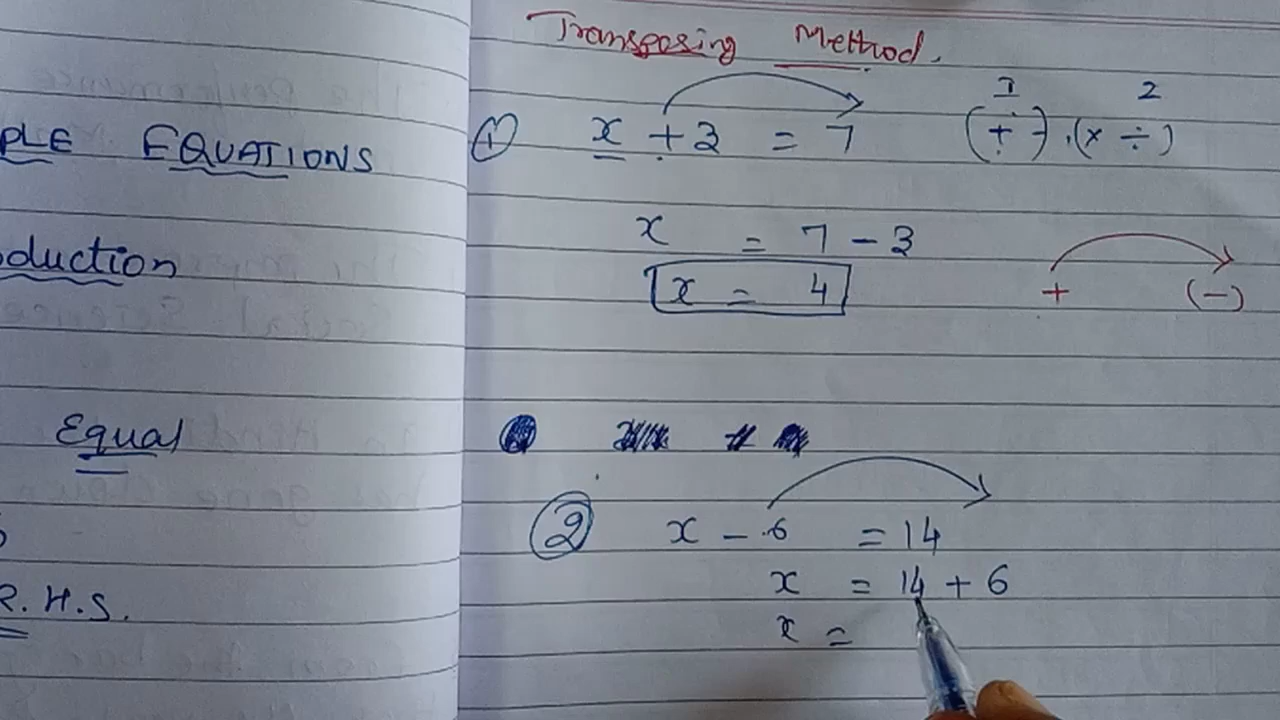 PLE EQUATIONS
oduction
Equal
R.H.S.
Transposing Method.
1 2
① x + 3 = 7 (+ -), (x ÷)
x = 7 - 3
x = 4
+ (-)
② x - 6 = 14
x = 14 + 6
x =